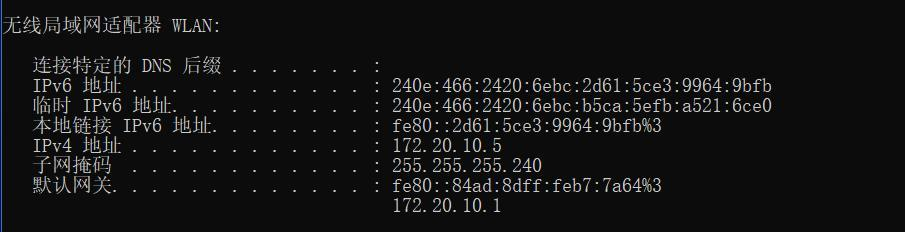 无线局域网适配器 WLAN:
连接特定的 DNS 后缀 . . . . . . . :
IPv6 地址 . . . . . . . . . . . . : 240e:466:2420:6ebc:2d61:5ce3:9964:9bfb
临时 IPv6 地址. . . . . . . . . . : 240e:466:2420:6ebc:b5ca:5efb:a521:6ce0
本地链接 IPv6 地址. . . . . . . . : fe80::2d61:5ce3:9964:9bfb%3
IPv4 地址 . . . . . . . . . . . . : 172.20.10.5
子网掩码  . . . . . . . . . . . . : 255.255.255.240
默认网关. . . . . . . . . . . . . : fe80::84ad:8dff:feb7:7a64%3
172.20.10.1